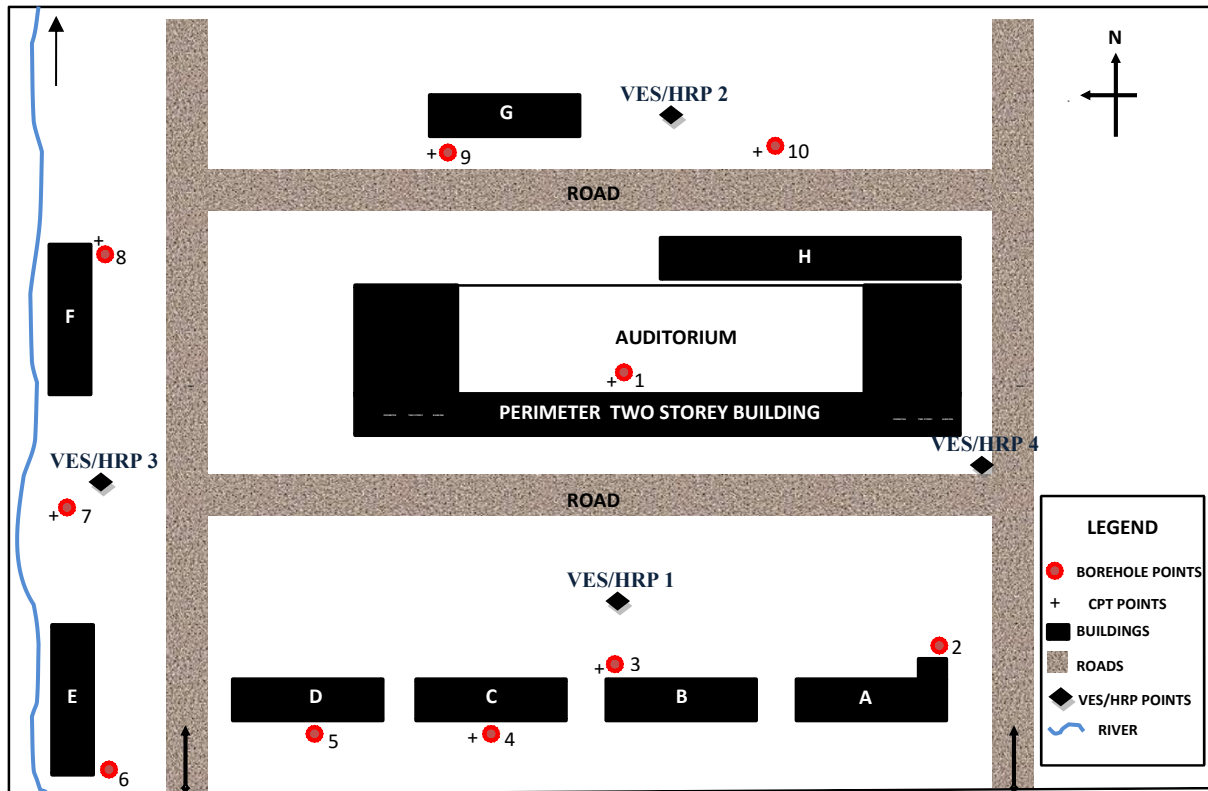 N
VES/HRP 2
G
9
10
ROAD
8
H
F
AUDITORIUM
1
PERIMETER TWO STOREY BUILDING
VES/HRP 4
VES/HRP 3
7
ROAD
LEGEND
BOREHOLE POINTS
CPT POINTS
BUILDINGS
ROADS
VES/HRP POINTS
RIVER
VES/HRP 1
2
3
E
D
C
B
A
5
4
6